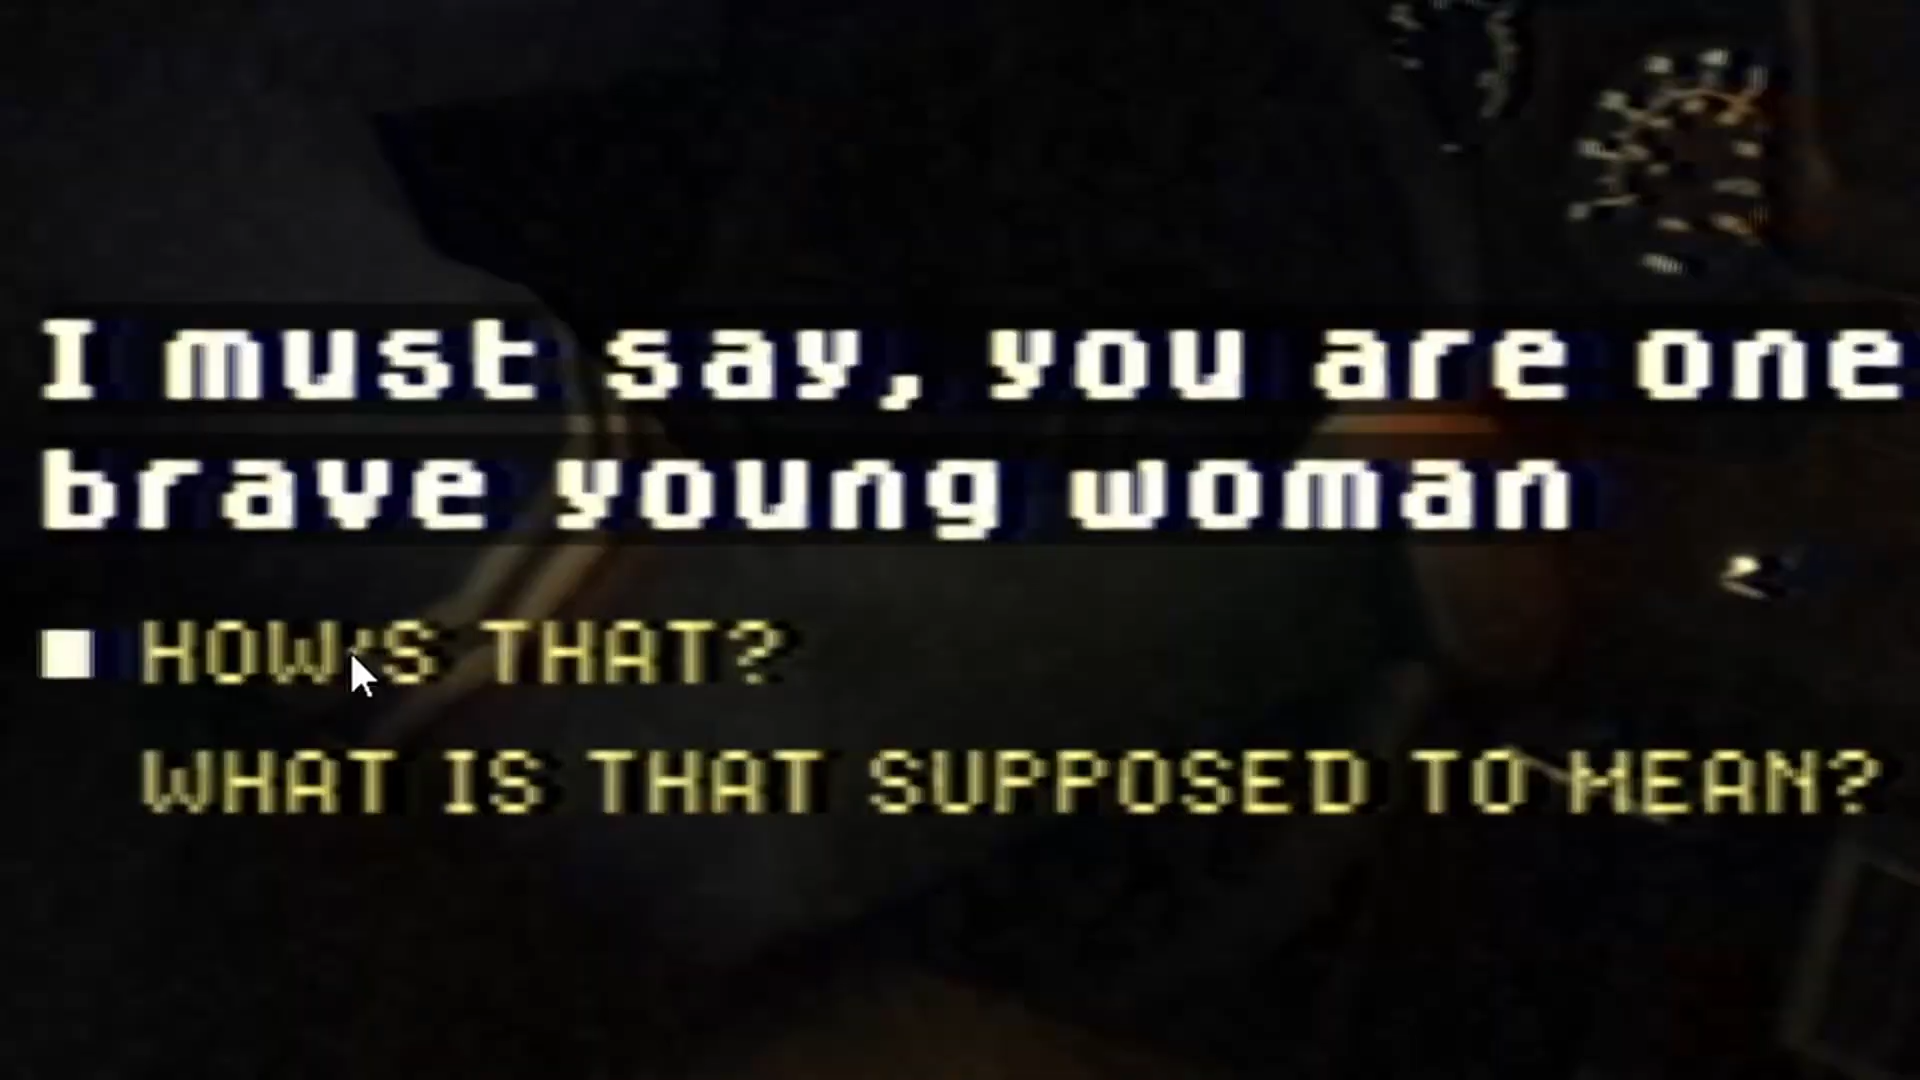 I must say, you are one
brave young woman
HOW'S THAT?
WHAT IS THAT SUPPOSED TO MEAN?